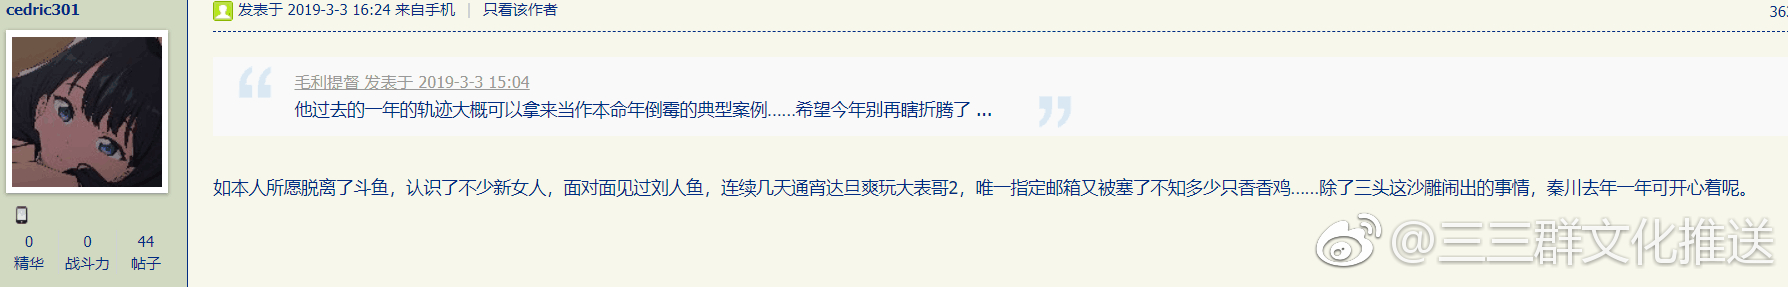 cedric301
发表于 2019-3-3 16:24 来自手机 | 只看该作者
毛利提督 发表于 2019-3-3 15:04
他过去的一年的轨迹大概可以拿来当作本命年倒霉的典型案例……希望今年别再瞎折腾了 ...
如本人所愿脱离了斗鱼，认识了不少新女人，面对面见过刘人鱼，连续几天通宵达旦爽玩大表哥2，唯一指定邮箱又被塞了不知多少只香香鸡……除了三头这沙雕闹出的事情，秦川去年一年可开心着呢。
0 0 44
精华 战斗力 帖子
@三三群文化推送